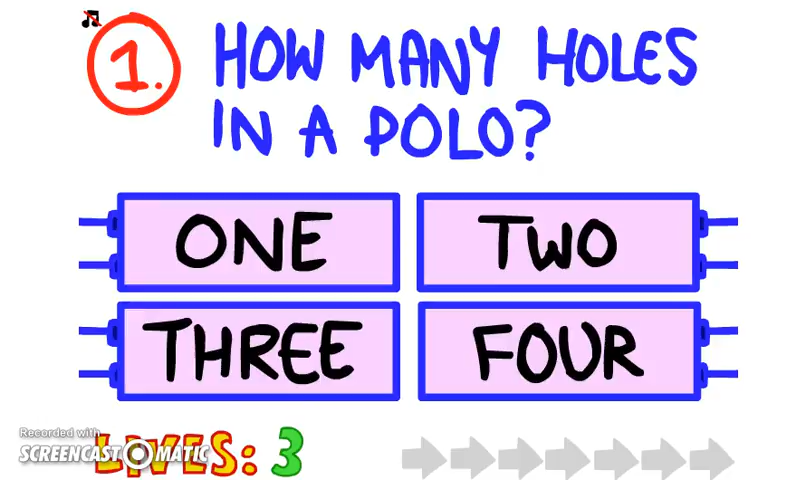 1. HOW MANY HOLES
IN A POLO?
ONE
TWO
THREE
FOUR
Recorded with
SCREENCAST-O-MATIC
LIVES: 3